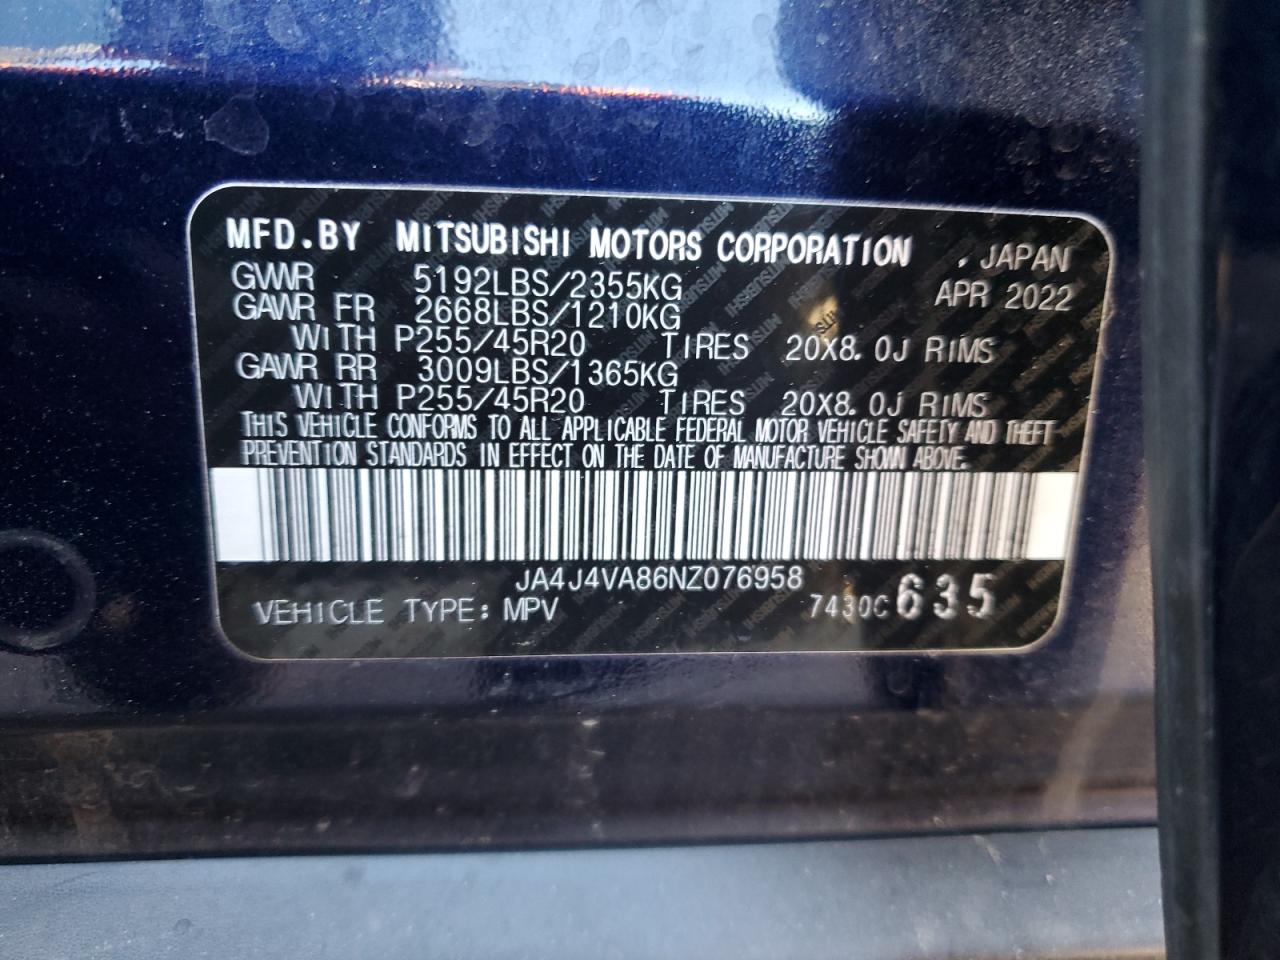 MFD.BY MITSUBISHI MOTORS CORPORATION , JAPAN
GWWR 5192LBS/2355KG APR 2022
GAWR FR 2668LBS/1210KG
WITH P255/45R20 TIRES 20X8.0J RIMS
GAWR RR 3009LBS/1365KG
WITH P255/45R20 TIRES 20X8.0J RIMS
THIS VEHICLE CONFORMS TO ALL APPLICABLE FEDERAL MOTOR VEHICLE SAFETY AND THEFT
PREVENTION STANDARDS IN EFFECT ON THE DATE OF MANUFACTURE SHOWN ABOVE.
JA4J4VA86NZ076958
VEHICLE TYPE: MPV 7430C 635